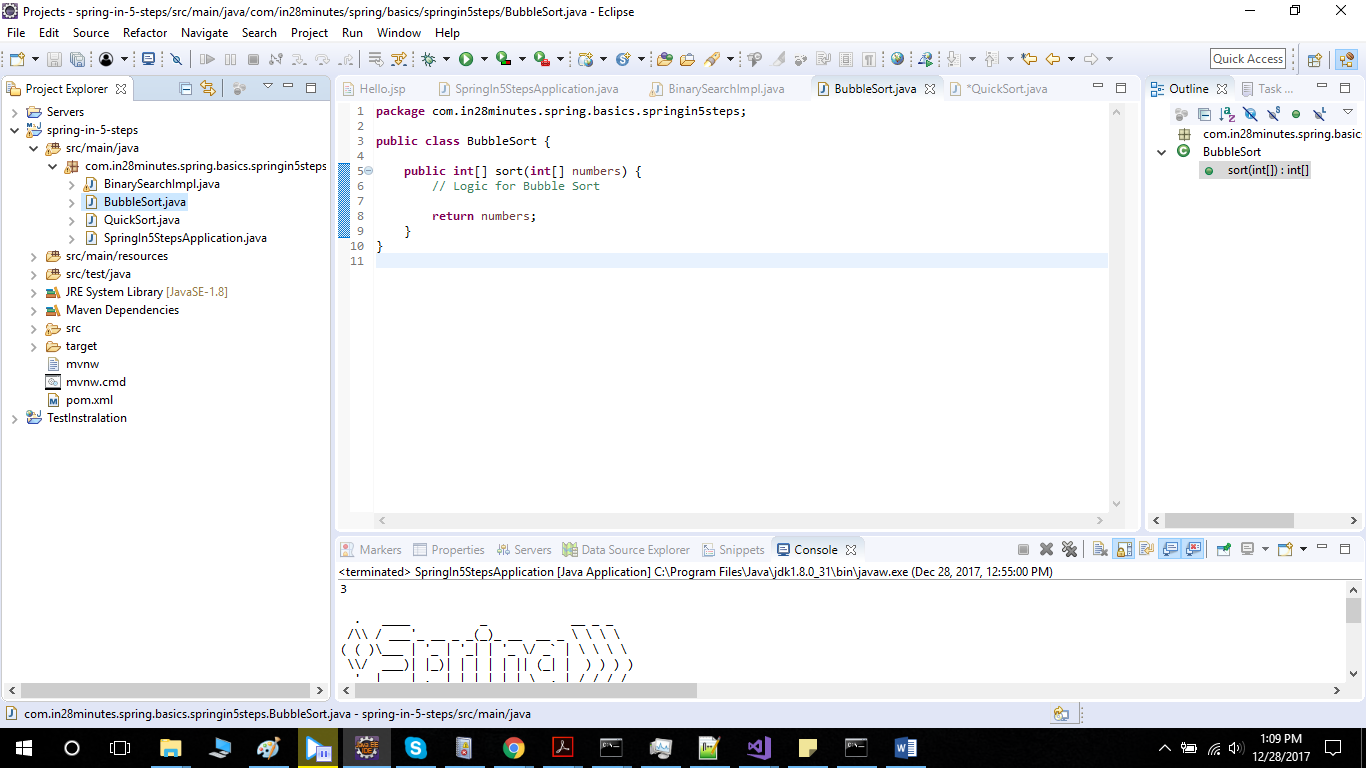 Projects - spring-in-5-steps/src/main/java/com/in28minutes/spring/basics/springin5steps/BubbleSort.java - Eclipse
File Edit Source Refactor Navigate Search Project Run Window Help
Quick Access
Project Explorer
Servers
spring-in-5-steps
src/main/java
com.in28minutes.spring.basics.springin5steps
BinarySearchImpl.java
BubbleSort.java
QuickSort.java
SpringIn5StepsApplication.java
src/main/resources
src/test/java
JRE System Library [JavaSE-1.8]
Maven Dependencies
src
target
mvnw
mvnw.cmd
pom.xml
TestInstralation
Hello.jsp SpringIn5StepsApplication.java BinarySearchImpl.java BubbleSort.java *QuickSort.java
1 package com.in28minutes.spring.basics.springin5steps;
2
3 public class BubbleSort {
4
5 public int[] sort(int[] numbers) {
6 // Logic for Bubble Sort
7
8 return numbers;
9 }
10 }
11
Outline Task ...
com.in28minutes.spring.basic
BubbleSort
sort(int[]) : int[]
Markers Properties Servers Data Source Explorer Snippets Console
<terminated> SpringIn5StepsApplication [Java Application] C:\Program Files\Java\jdk1.8.0_31\bin\javaw.exe (Dec 28, 2017, 12:55:00 PM)
3
com.in28minutes.spring.basics.springin5steps.BubbleSort.java - spring-in-5-steps/src/main/java
1:09 PM
12/28/2017